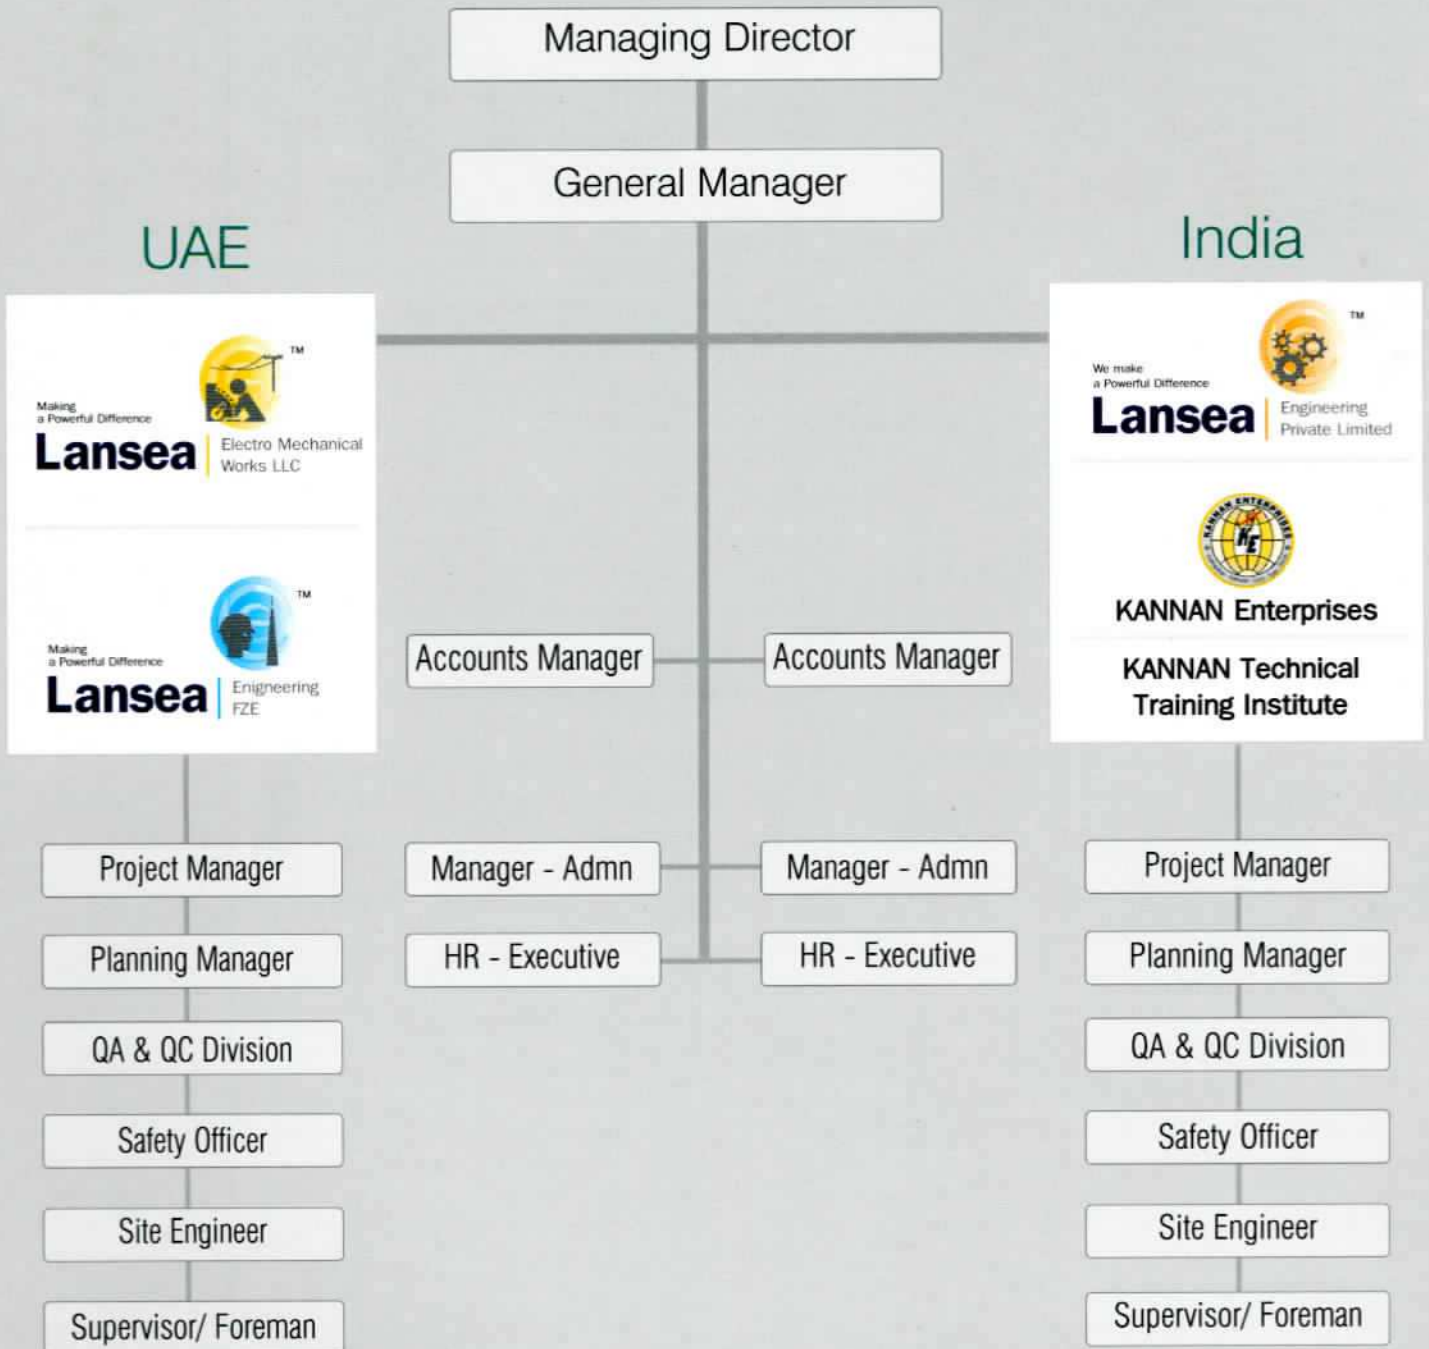 Managing Director
General Manager
UAE
India
Making
a Powerful Difference
TM
Lansea
Electro Mechanical
Works LLC
Making
a Powerful Difference
TM
Lansea
Enigneering
FZE
We make
a Powerful Difference
TM
Lansea
Engineering
Private Limited
KANNAN ENTERPRISES
KE
KANNAN Enterprises
KANNAN Technical
Training Institute
Accounts Manager
Accounts Manager
Manager - Admn
Manager - Admn
HR - Executive
HR - Executive
Project Manager
Planning Manager
QA & QC Division
Safety Officer
Site Engineer
Supervisor/ Foreman
Project Manager
Planning Manager
QA & QC Division
Safety Officer
Site Engineer
Supervisor/ Foreman